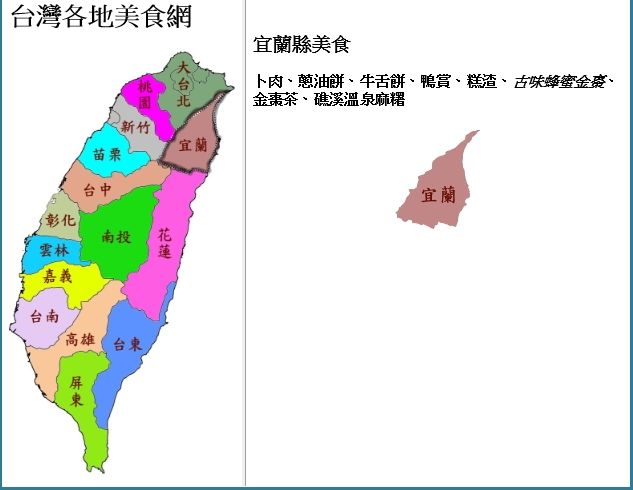 台灣各地美食網
大台北
桃園
新竹
宜蘭
苗栗
台中
彰化
南投
花蓮
雲林
嘉義
台南
高雄
台東
屏東
宜蘭縣美食
卜肉、蔥油餅、牛舌餅、鴨賞、糕渣、古味蜂蜜金棗、
金棗茶、礁溪溫泉麻糬
宜蘭